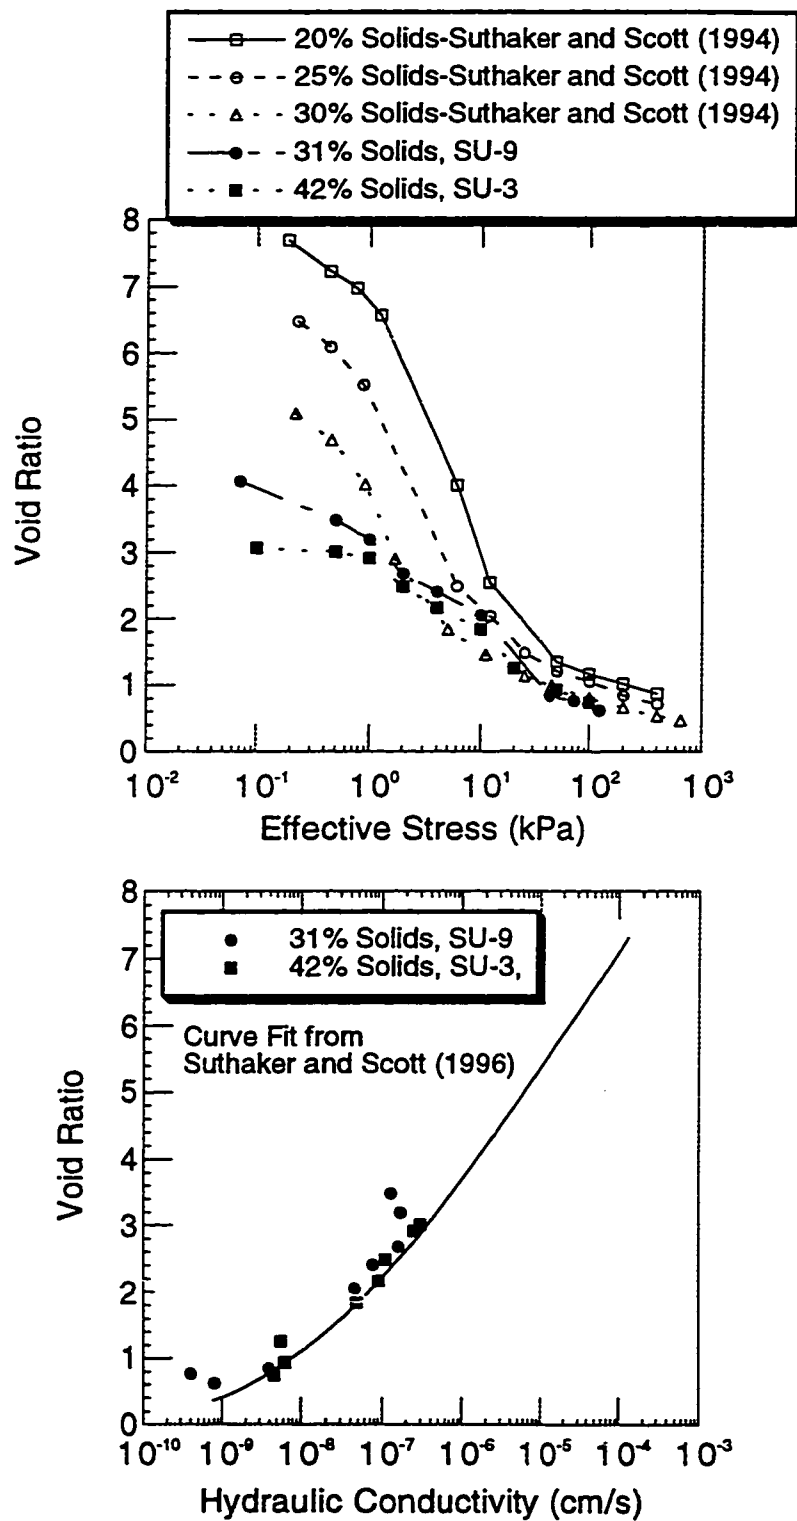 20% Solids-Suthaker and Scott (1994)
25% Solids-Suthaker and Scott (1994)
30% Solids-Suthaker and Scott (1994)
31% Solids, SU-9
42% Solids, SU-3
8
7
6
5
4
3
2
1
0
Void Ratio
10⁻² 10⁻¹ 10⁰ 10¹ 10² 10³
Effective Stress (kPa)
8
7
6
5
4
3
2
1
0
Void Ratio
31% Solids, SU-9
42% Solids, SU-3,
Curve Fit from
Suthaker and Scott (1996)
10⁻¹⁰ 10⁻⁹ 10⁻⁸ 10⁻⁷ 10⁻⁶ 10⁻⁵ 10⁻⁴ 10⁻³
Hydraulic Conductivity (cm/s)